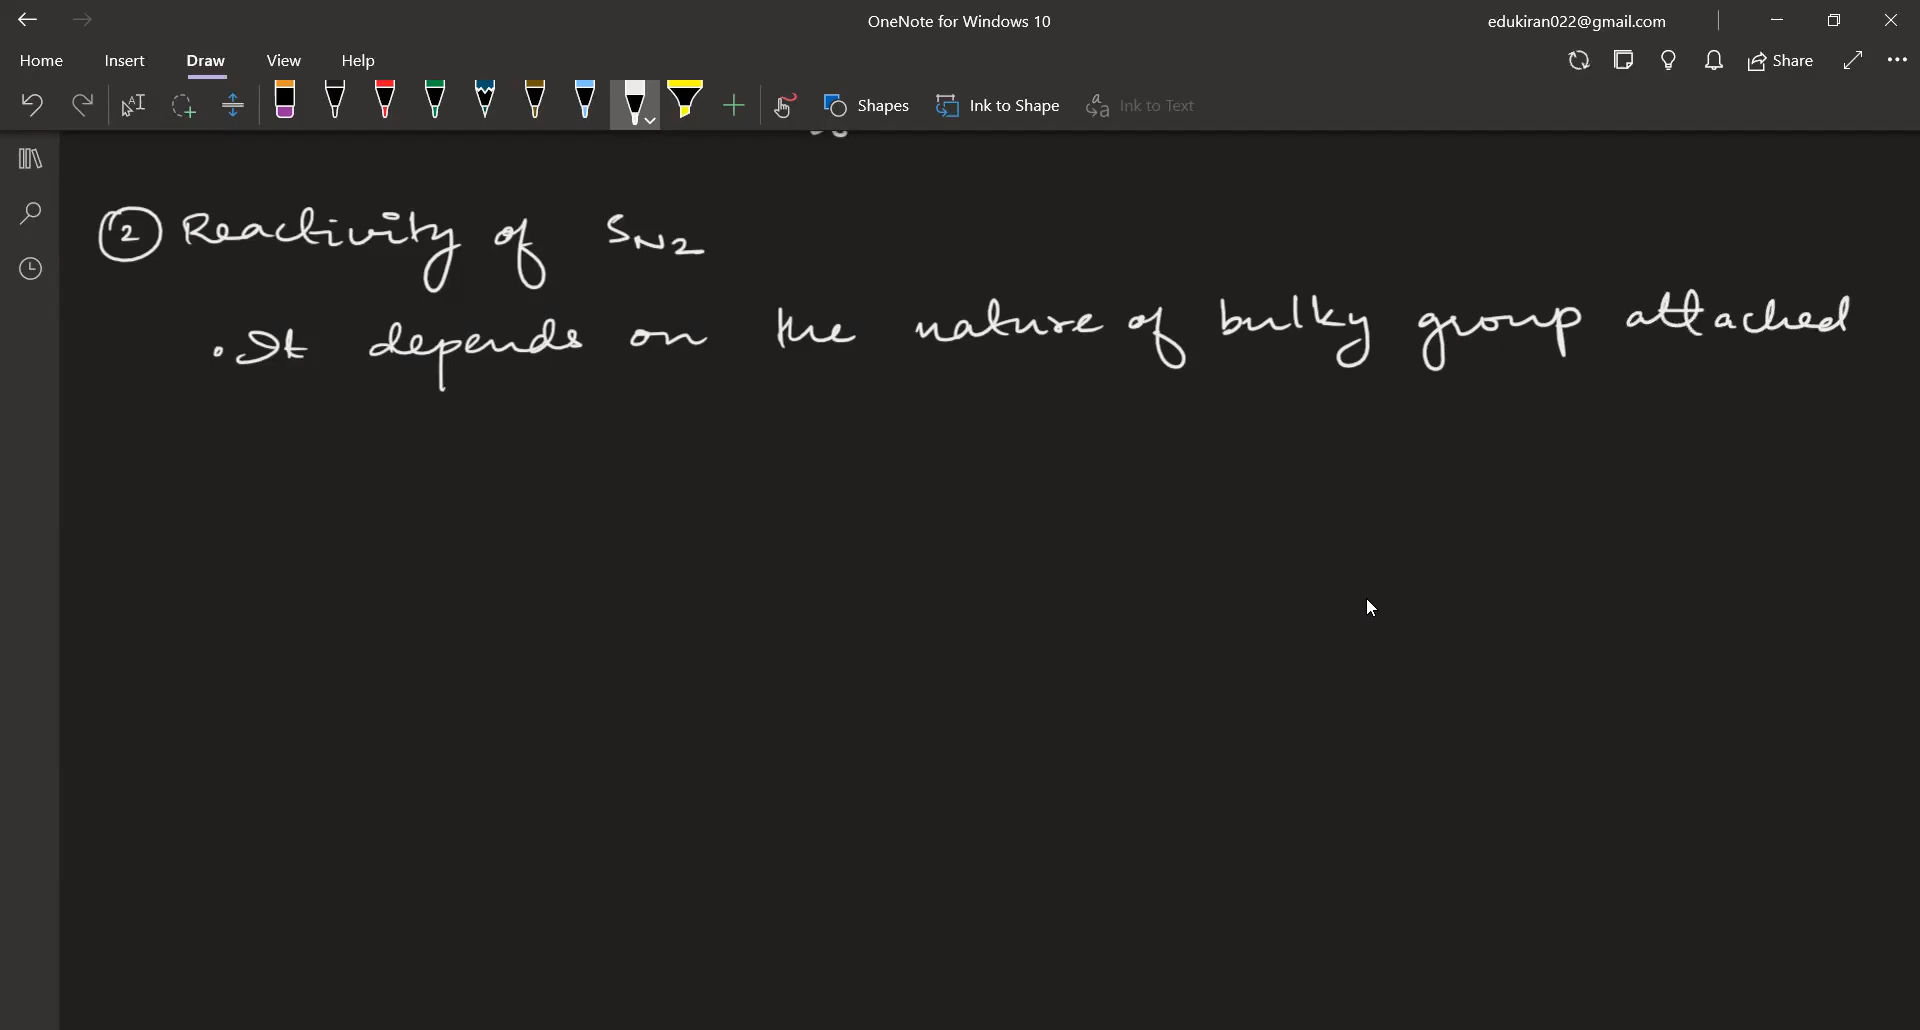 OneNote for Windows 10
edukiran022@gmail.com
Home Insert Draw View Help
Share
Shapes Ink to Shape Ink to Text
② Reactivity of SN2
. It depends on the nature of bulky group attached